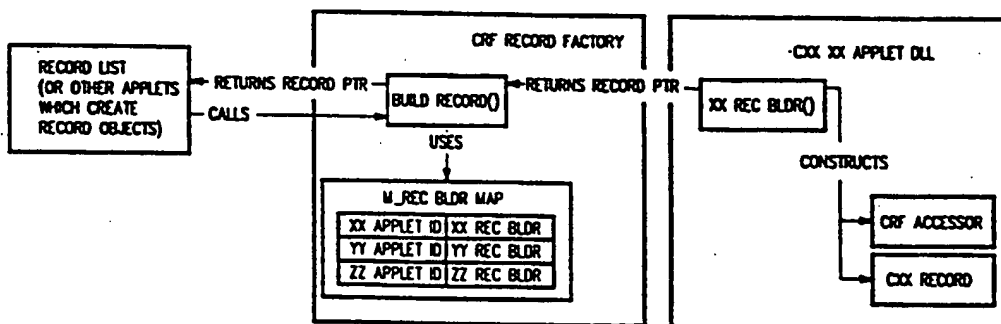 CRF RECORD FACTORY
CXX XX APPLET DLL
RECORD LIST
(OR OTHER APPLETS
WHICH CREATE
RECORD OBJECTS)
RETURNS RECORD PTR
CALLS
BUILD RECORD()
RETURNS RECORD PTR
XX REC BLDR()
USES
CONSTRUCTS
M_REC BLDR MAP
XX APPLET ID XX REC BLDR
YY APPLET ID YY REC BLDR
ZZ APPLET ID ZZ REC BLDR
CRF ACCESSOR
CXX RECORD